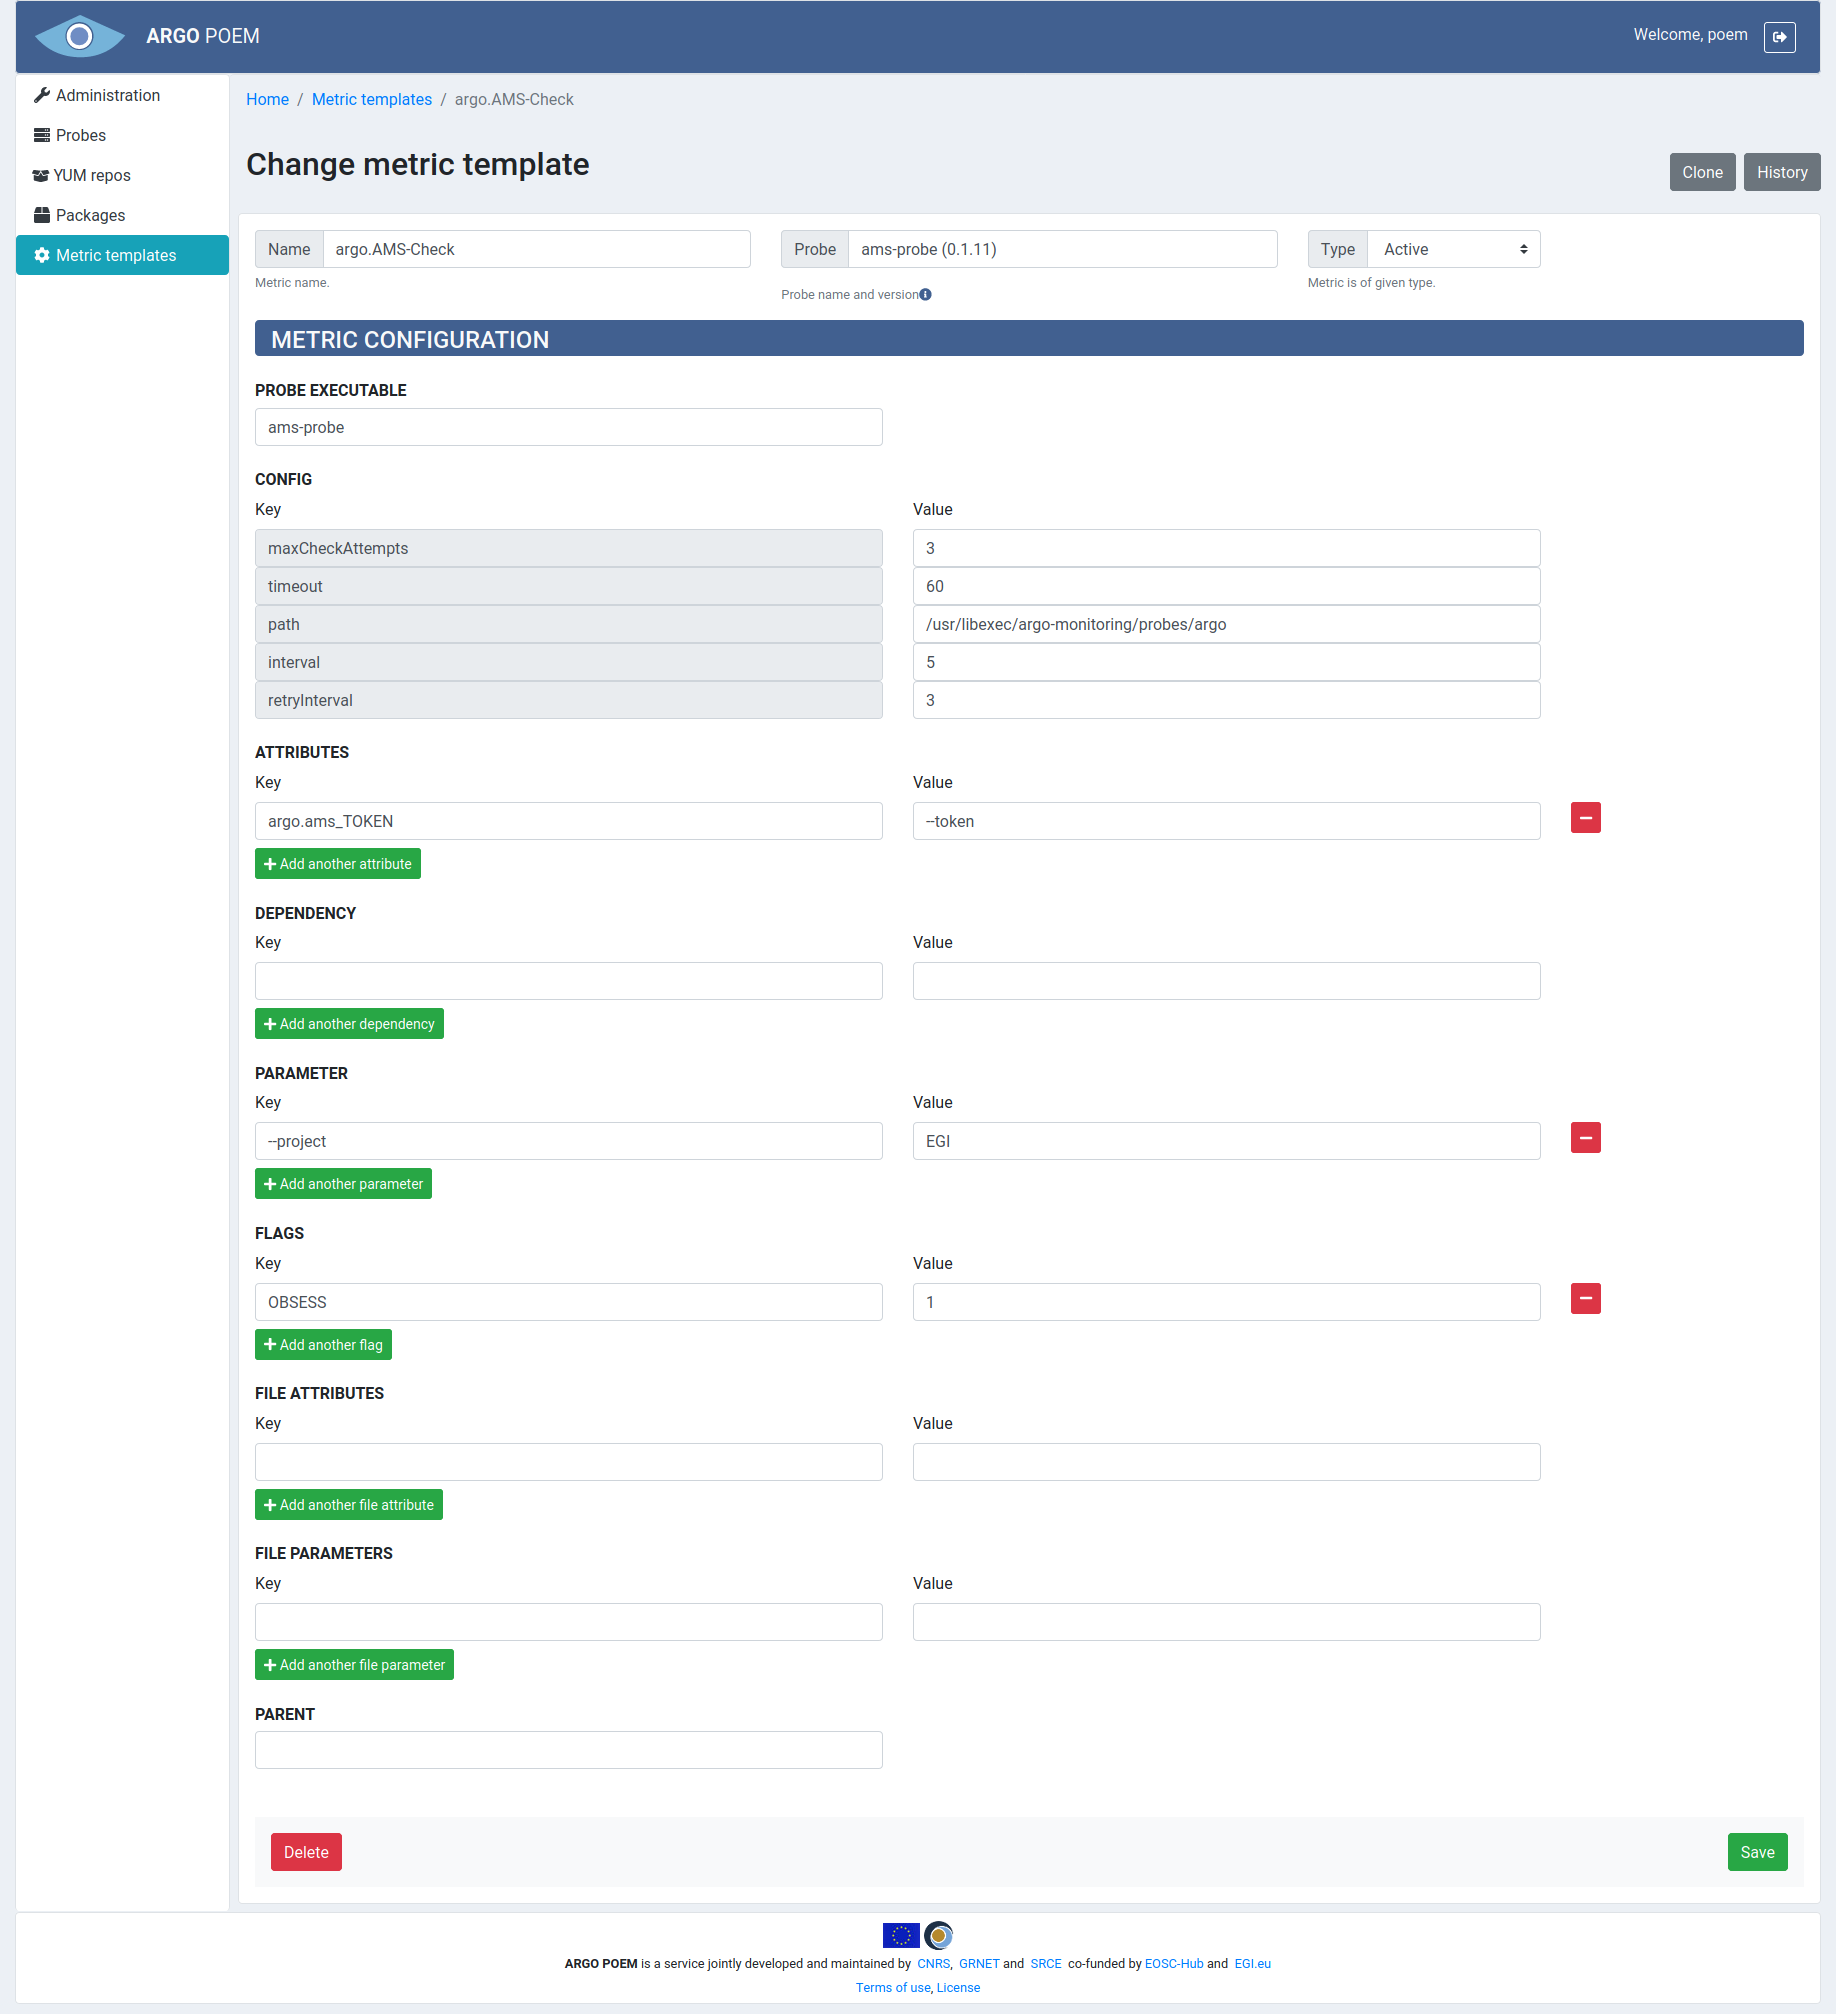 ARGO POEM
Welcome, poem
Administration
Probes
YUM repos
Packages
Metric templates
Home / Metric templates / argo.AMS-Check
Change metric template
Clone
History
Name argo.AMS-Check
Metric name.
Probe ams-probe (0.1.11)
Probe name and version
Type Active
Metric is of given type.
METRIC CONFIGURATION
PROBE EXECUTABLE
ams-probe
CONFIG
Key Value
maxCheckAttempts 3
timeout 60
path /usr/libexec/argo-monitoring/probes/argo
interval 5
retryInterval 3
ATTRIBUTES
Key Value
argo.ams_TOKEN --token
Add another attribute
DEPENDENCY
Key Value
Add another dependency
PARAMETER
Key Value
--project EGI
Add another parameter
FLAGS
Key Value
OBSESS 1
Add another flag
FILE ATTRIBUTES
Key Value
Add another file attribute
FILE PARAMETERS
Key Value
Add another file parameter
PARENT
Delete
Save
ARGO POEM is a service jointly developed and maintained by CNRS, GRNET and SRCE co-funded by EOSC-Hub and EGI.eu
Terms of use, License